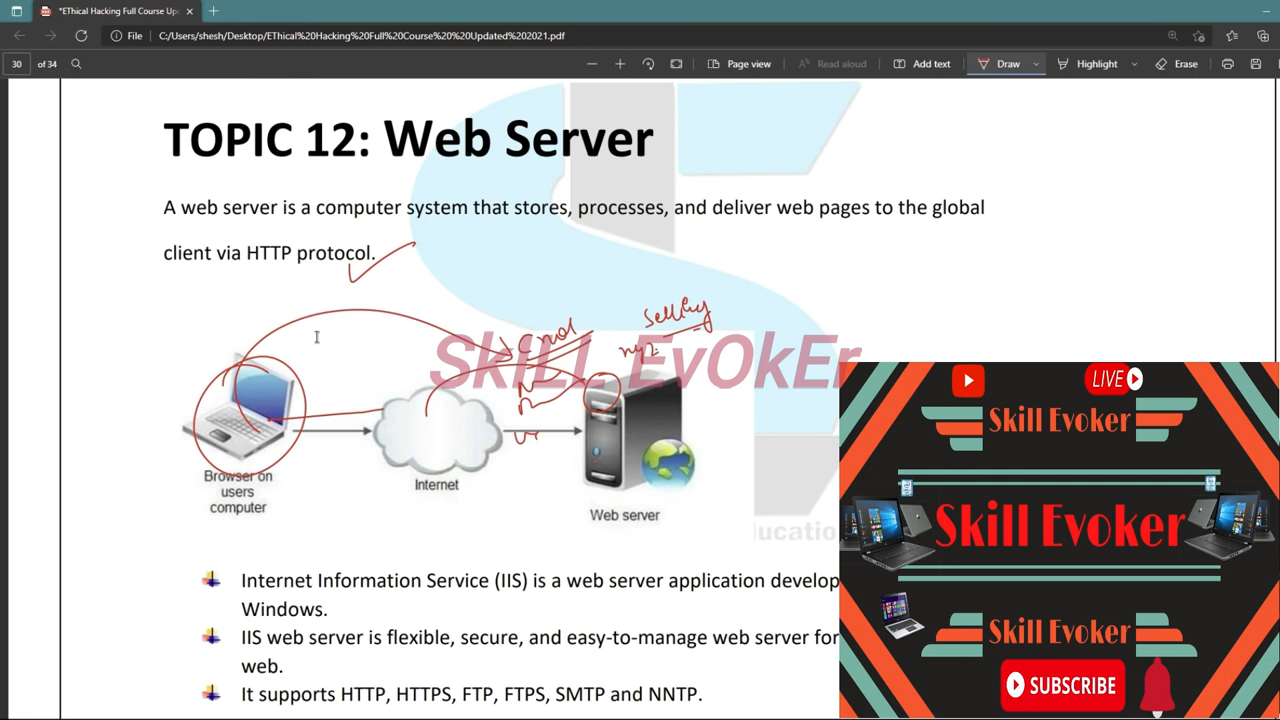 *EThical Hacking Full Course Up
File
C:/Users/shesh/Desktop/EThical%20Hacking%20Full%20Course%20%20Updated%202021.pdf
30 of 34
Page view
Read aloud
Add text
Draw
Highlight
Erase
TOPIC 12: Web Server
A web server is a computer system that stores, processes, and deliver web pages to the global
client via HTTP protocol.
Selling
SKILL EvOkEr
Browser on
users
computer
Internet
Web server
ducatio
Internet Information Service (IIS) is a web server application develop
Windows.
IIS web server is flexible, secure, and easy-to-manage web server for
web.
It supports HTTP, HTTPS, FTP, FTPS, SMTP and NNTP.
LIVE
Skill Evoker
Skill Evoker
Skill Evoker
SUBSCRIBE